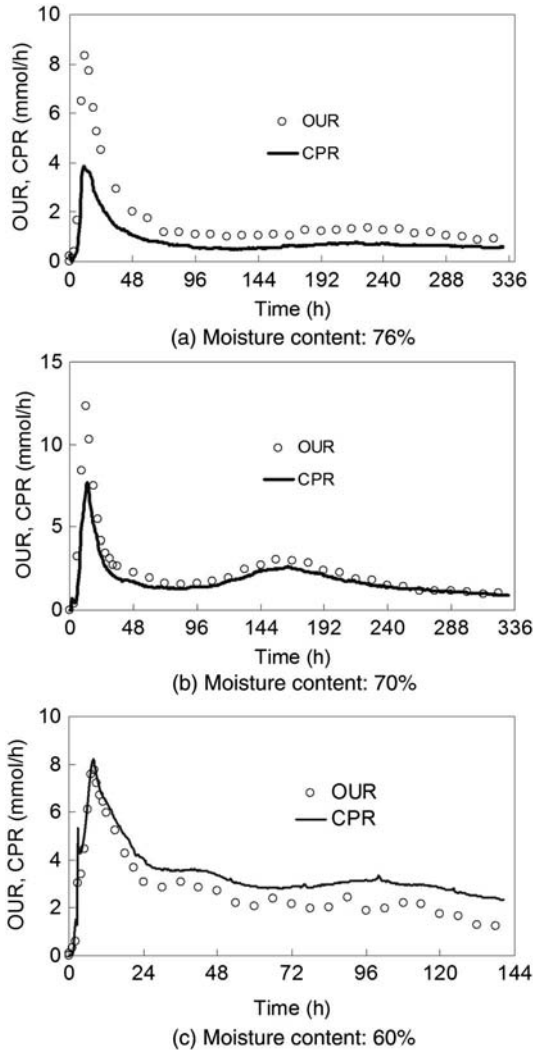 10
8
6
4
2
0
OUR, CPR (mmol/h)
OUR
CPR
0 48 96 144 192 240 288 336
Time (h)
(a) Moisture content: 76%
15
10
5
0
OUR, CPR (mmol/h)
OUR
CPR
0 48 96 144 192 240 288 336
Time (h)
(b) Moisture content: 70%
10
8
6
4
2
0
OUR, CPR (mmol/h)
OUR
CPR
0 24 48 72 96 120 144
Time (h)
(c) Moisture content: 60%